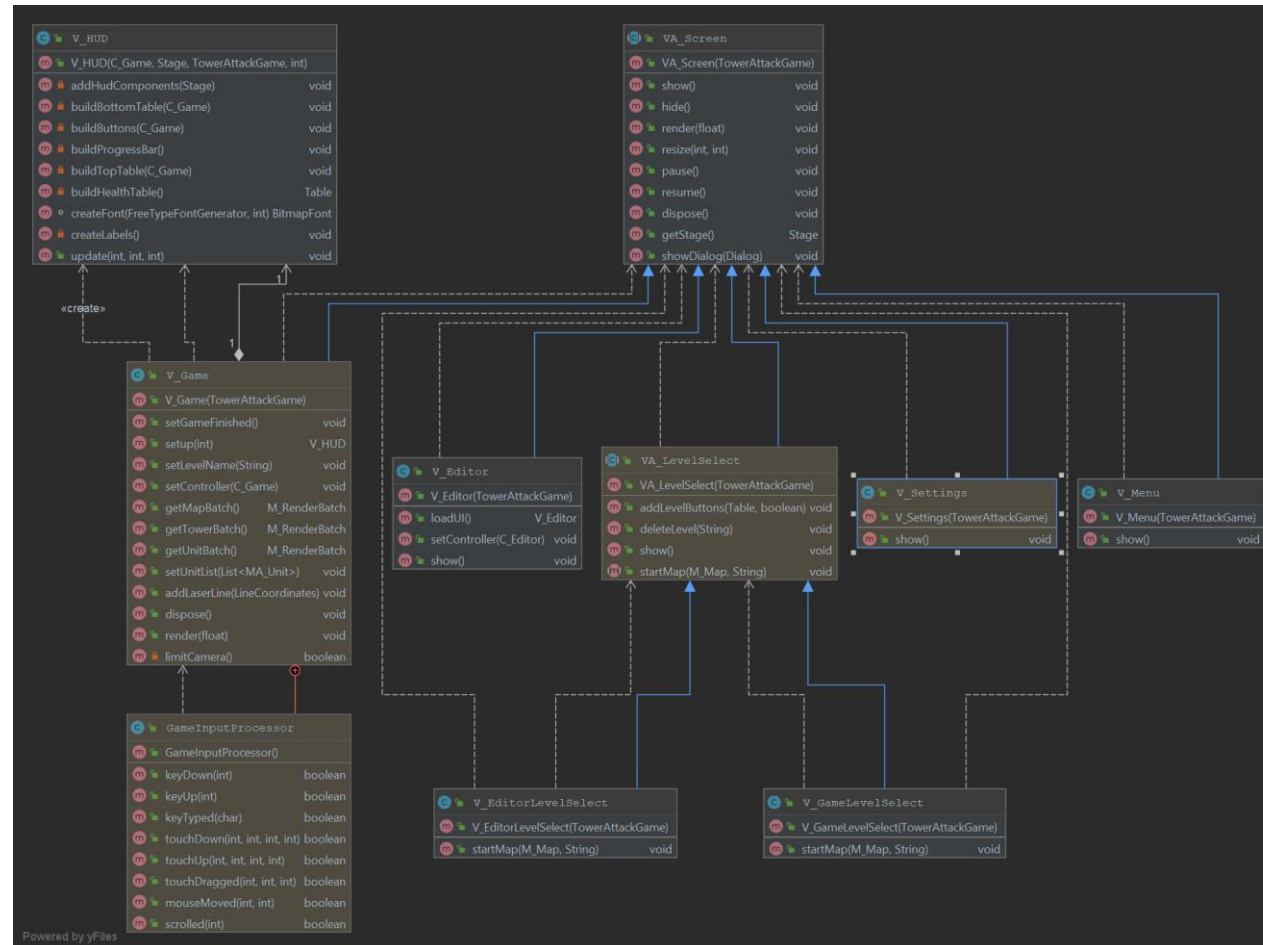 V_HUD
V_HUD(C_Game, Stage, TowerAttackGame, int)
addHudComponents(Stage) void
buildBottomTable(C_Game) void
buildButtons(C_Game) void
buildProgressBar() void
buildTopTable(C_Game) void
buildHealthTable() Table
createFont(FreeTypeFontGenerator, int) BitmapFont
createLabels() void
update(int, int, int) void
VA_Screen
VA_Screen(TowerAttackGame)
show() void
hide() void
render(float) void
resize(int, int) void
pause() void
resume() void
dispose() void
getStage() Stage
showDialog(Dialog) void
1
«create»
1
V_Game
V_Game(TowerAttackGame)
setGameFinished() void
setup(int) V_HUD
setLevelName(String) void
setController(C_Game) void
getMapBatch() M_RenderBatch
getTowerBatch() M_RenderBatch
getUnitBatch() M_RenderBatch
setUnitList(List<MA_Unit>) void
addLaserLine(LineCoordinates) void
dispose() void
render(float) void
limitCamera() boolean
V_Editor
V_Editor(TowerAttackGame)
loadUI() V_Editor
setController(C_Editor) void
show() void
VA_LevelSelect
VA_LevelSelect(TowerAttackGame)
addLevelButtons(Table, boolean) void
deleteLevel(String) void
show() void
startMap(M_Map, String) void
V_Settings
V_Settings(TowerAttackGame)
show() void
V_Menu
V_Menu(TowerAttackGame)
show() void
GameInputProcessor
GameInputProcessor()
keyDown(int) boolean
keyUp(int) boolean
keyTyped(char) boolean
touchDown(int, int, int, int) boolean
touchUp(int, int, int, int) boolean
touchDragged(int, int, int) boolean
mouseMoved(int, int) boolean
scrolled(int) boolean
V_EditorLevelSelect
V_EditorLevelSelect(TowerAttackGame)
startMap(M_Map, String) void
V_GameLevelSelect
V_GameLevelSelect(TowerAttackGame)
startMap(M_Map, String) void
Powered by yFiles